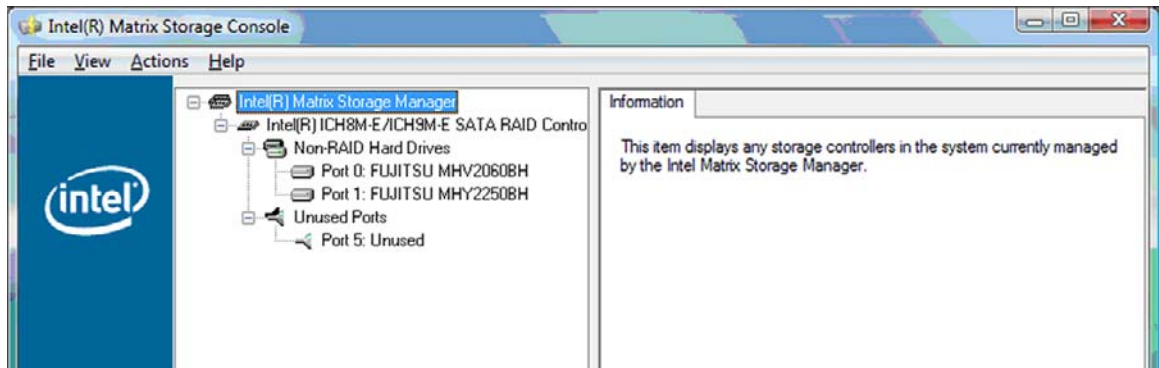 Intel(R) Matrix Storage Console
File View Actions Help
Intel(R) Matrix Storage Manager
Intel(R) ICH8M-E/ICH9M-E SATA RAID Contro
Non-RAID Hard Drives
Port 0: FUJITSU MHV2060BH
Port 1: FUJITSU MHY2250BH
Unused Ports
Port 5: Unused
intel
Information
This item displays any storage controllers in the system currently managed
by the Intel Matrix Storage Manager.